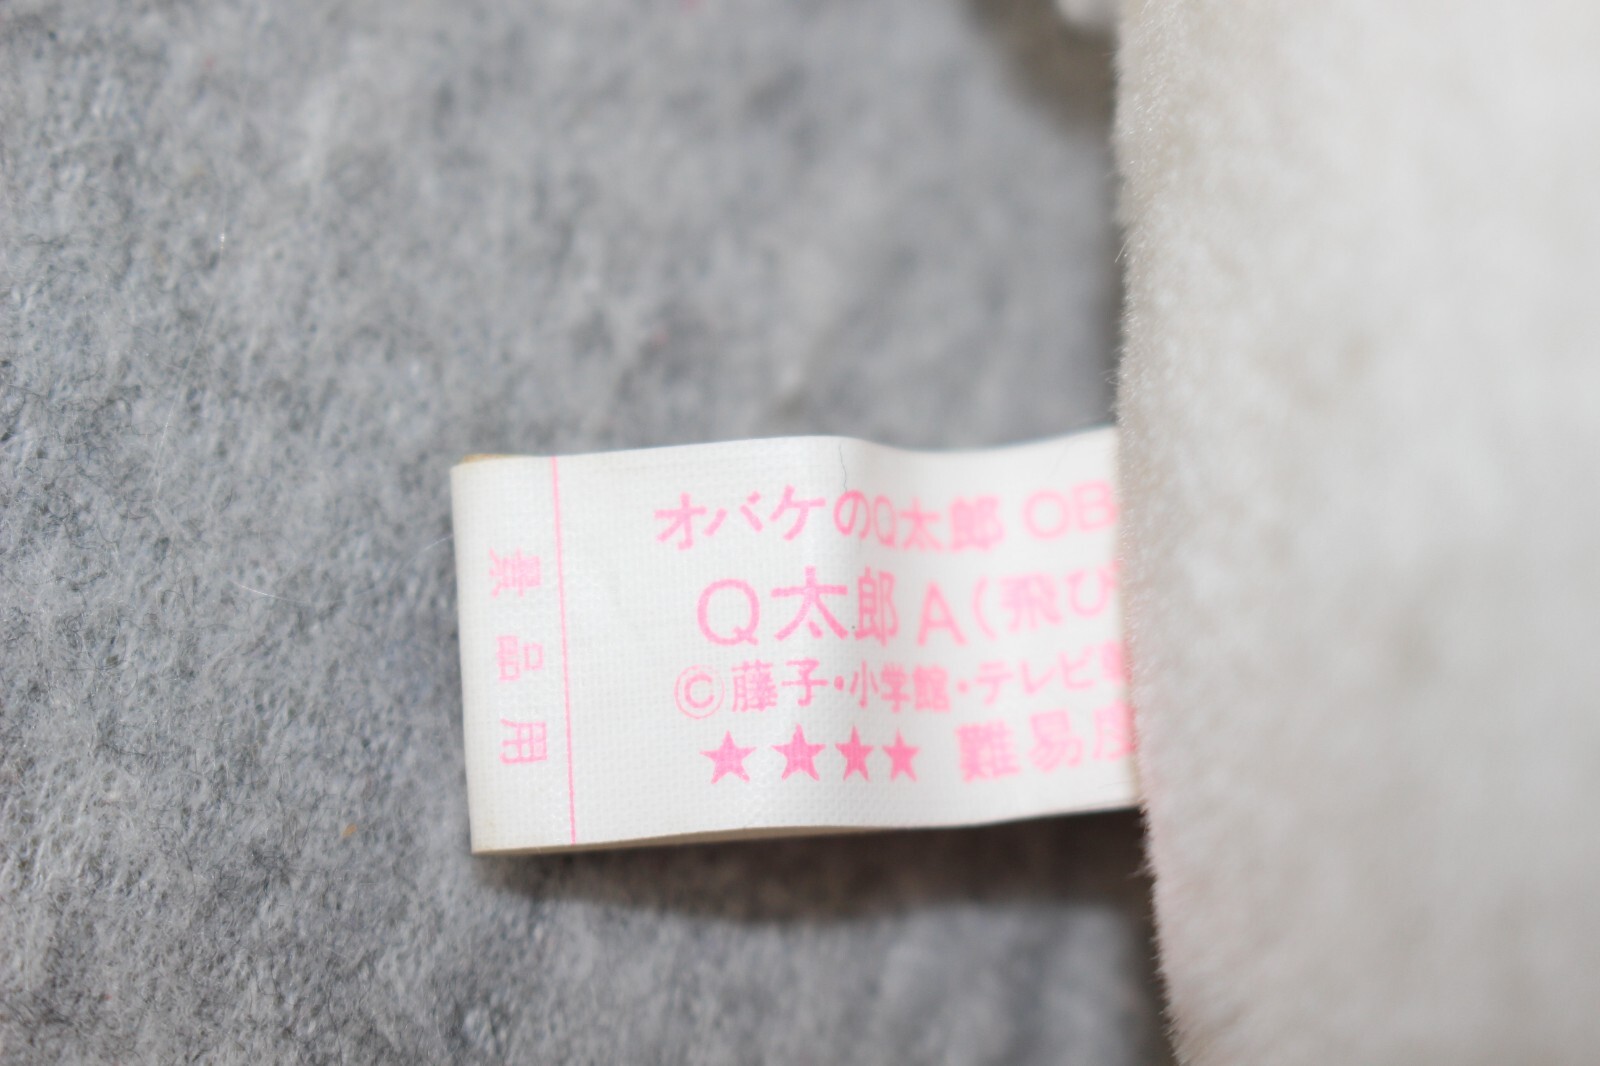 オバケのQ太郎 OB
Q太郎 A(飛び
©藤子・小学館・テレビ
★★★★ 難易度
景品用